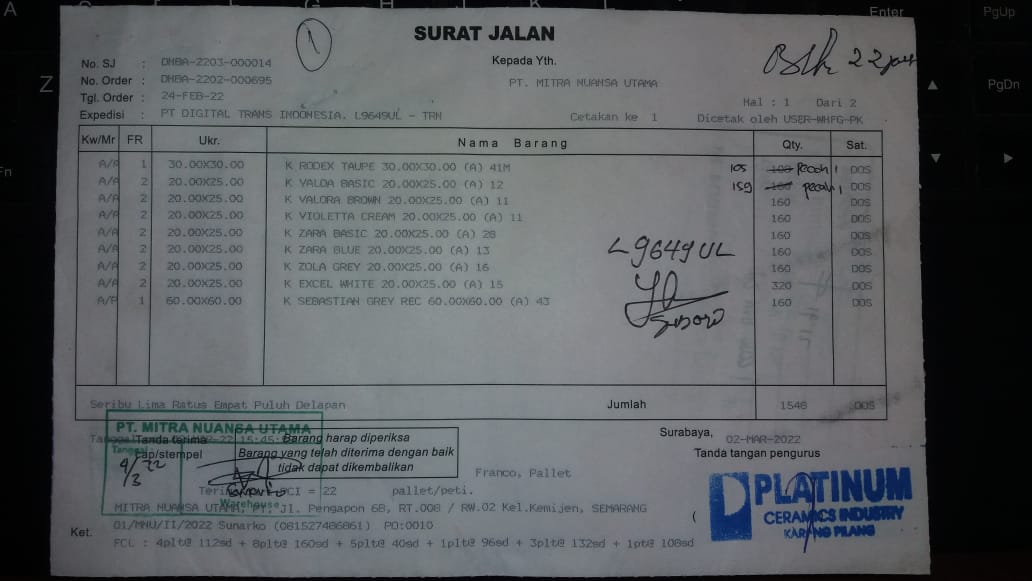 1
SURAT JALAN
No. SJ : DMBA-2203-000014
Kepada Yth.
No. Order : DMBA-2202-000695
PT. MITRA NUANSA UTAMA
22
Tgl. Order : 24-FEB-22
Hal : 1 Dari 2
Expedisi : PT DIGITAL TRANS INDONESIA. L9649UL - TRN
Cetakan ke 1 Dicetak oleh USER-WHFG-PK
Kw/Mr FR Ukr. Nama Barang Qty. Sat.
A/A 1 30.00X30.00 K RODEX TAUPE 30.00X30.00 (A) 41M 105 pecah 1 DOS
A/A 2 20.00X25.00 K VALDA BASIC 20.00X25.00 (A) 12 159 pecah 1 DOS
A/A 2 20.00X25.00 K VALORA BROWN 20.00X25.00 (A) 11 160 DOS
A/A 2 20.00X25.00 K VIOLETTA CREAM 20.00X25.00 (A) 11 160 DOS
A/A 2 20.00X25.00 K ZARA BASIC 20.00X25.00 (A) 28 160 DOS
A/A 2 20.00X25.00 K ZARA BLUE 20.00X25.00 (A) 13 160 DOS
A/A 2 20.00X25.00 K ZOLA GREY 20.00X25.00 (A) 16 160 DOS
A/A 2 20.00X25.00 K EXCEL WHITE 20.00X25.00 (A) 15 320 DOS
A/P 1 60.00X60.00 K SEBASTIAN GREY REC 60.00X60.00 (A) 43 160 DOS
L9649UL
Seribu Lima Ratus Empat Puluh Delapan Jumlah 1548 DOS
PT. MITRA NUANSA UTAMA
Surabaya, 02-MAR-2022
Tanda terima
cap/stempel
Tanggal
4/3 22
Warehouse
Barang harap diperiksa
Barang yang telah diterima dengan baik
tidak dapat dikembalikan
Tanda tangan pengurus
Franco, Pallet
PCI = 22 pallet/peti.
MITRA NUANSA UTAMA, PT, Jl. Pengapon 6B, RT.008 / RW.02 Kel.Kemijen, SEMARANG
Ket. 01/MNU/II/2022 Sunarko (081527486861) PO:0010
FCL : 4plt@ 112sd + 8plt@ 160sd + 5plt@ 40sd + 1plt@ 96sd + 3plt@ 132sd + 1pt@ 108sd
PLATINUM
CERAMICS INDUSTRY
KARANG PILANG
A
G
H
K
L
Enter
PgUp
Z
PgDn
Fn